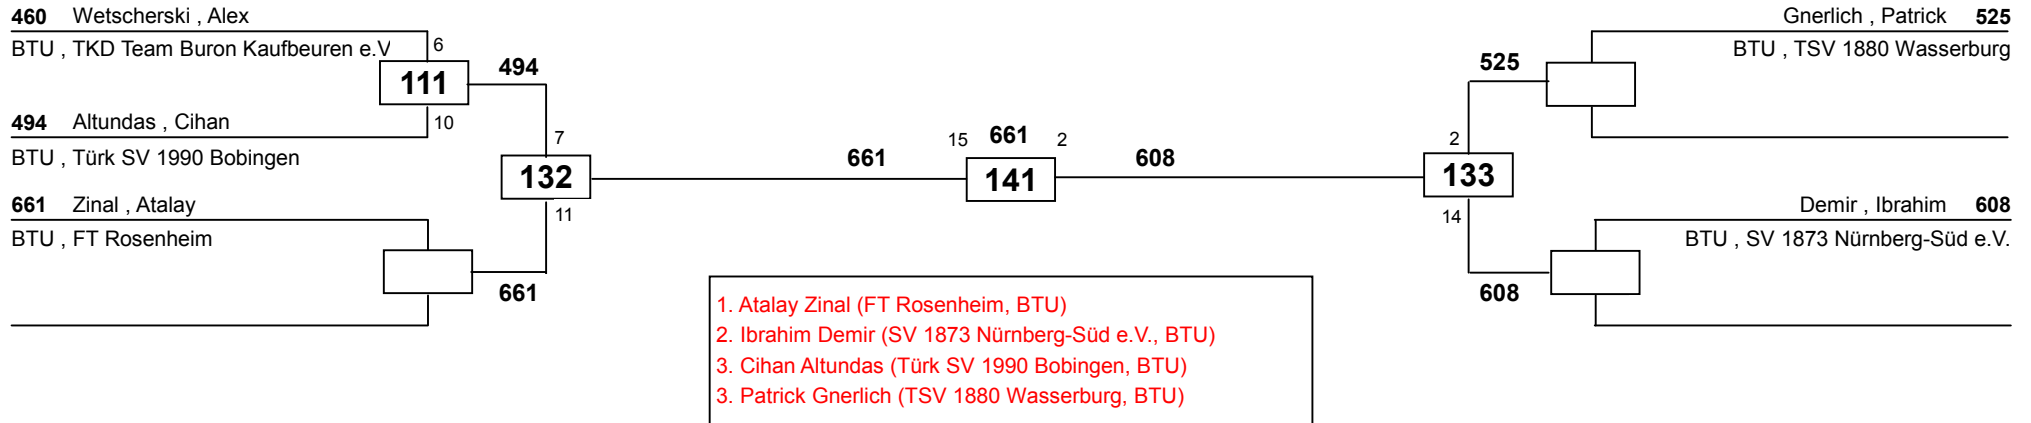 460 Wetscherski , Alex
BTU , TKD Team Buron Kaufbeuren e.V
6
111
494
10
494 Altundas , Cihan
BTU , Türk SV 1990 Bobingen
7
132
11
661 Zinal , Atalay
BTU , FT Rosenheim
661
661
15 661 2
141
608
Gnerlich , Patrick 525
BTU , TSV 1880 Wasserburg
525
2
133
14
Demir , Ibrahim 608
BTU , SV 1873 Nürnberg-Süd e.V.
608
1. Atalay Zinal (FT Rosenheim, BTU)
2. Ibrahim Demir (SV 1873 Nürnberg-Süd e.V., BTU)
3. Cihan Altundas (Türk SV 1990 Bobingen, BTU)
3. Patrick Gnerlich (TSV 1880 Wasserburg, BTU)